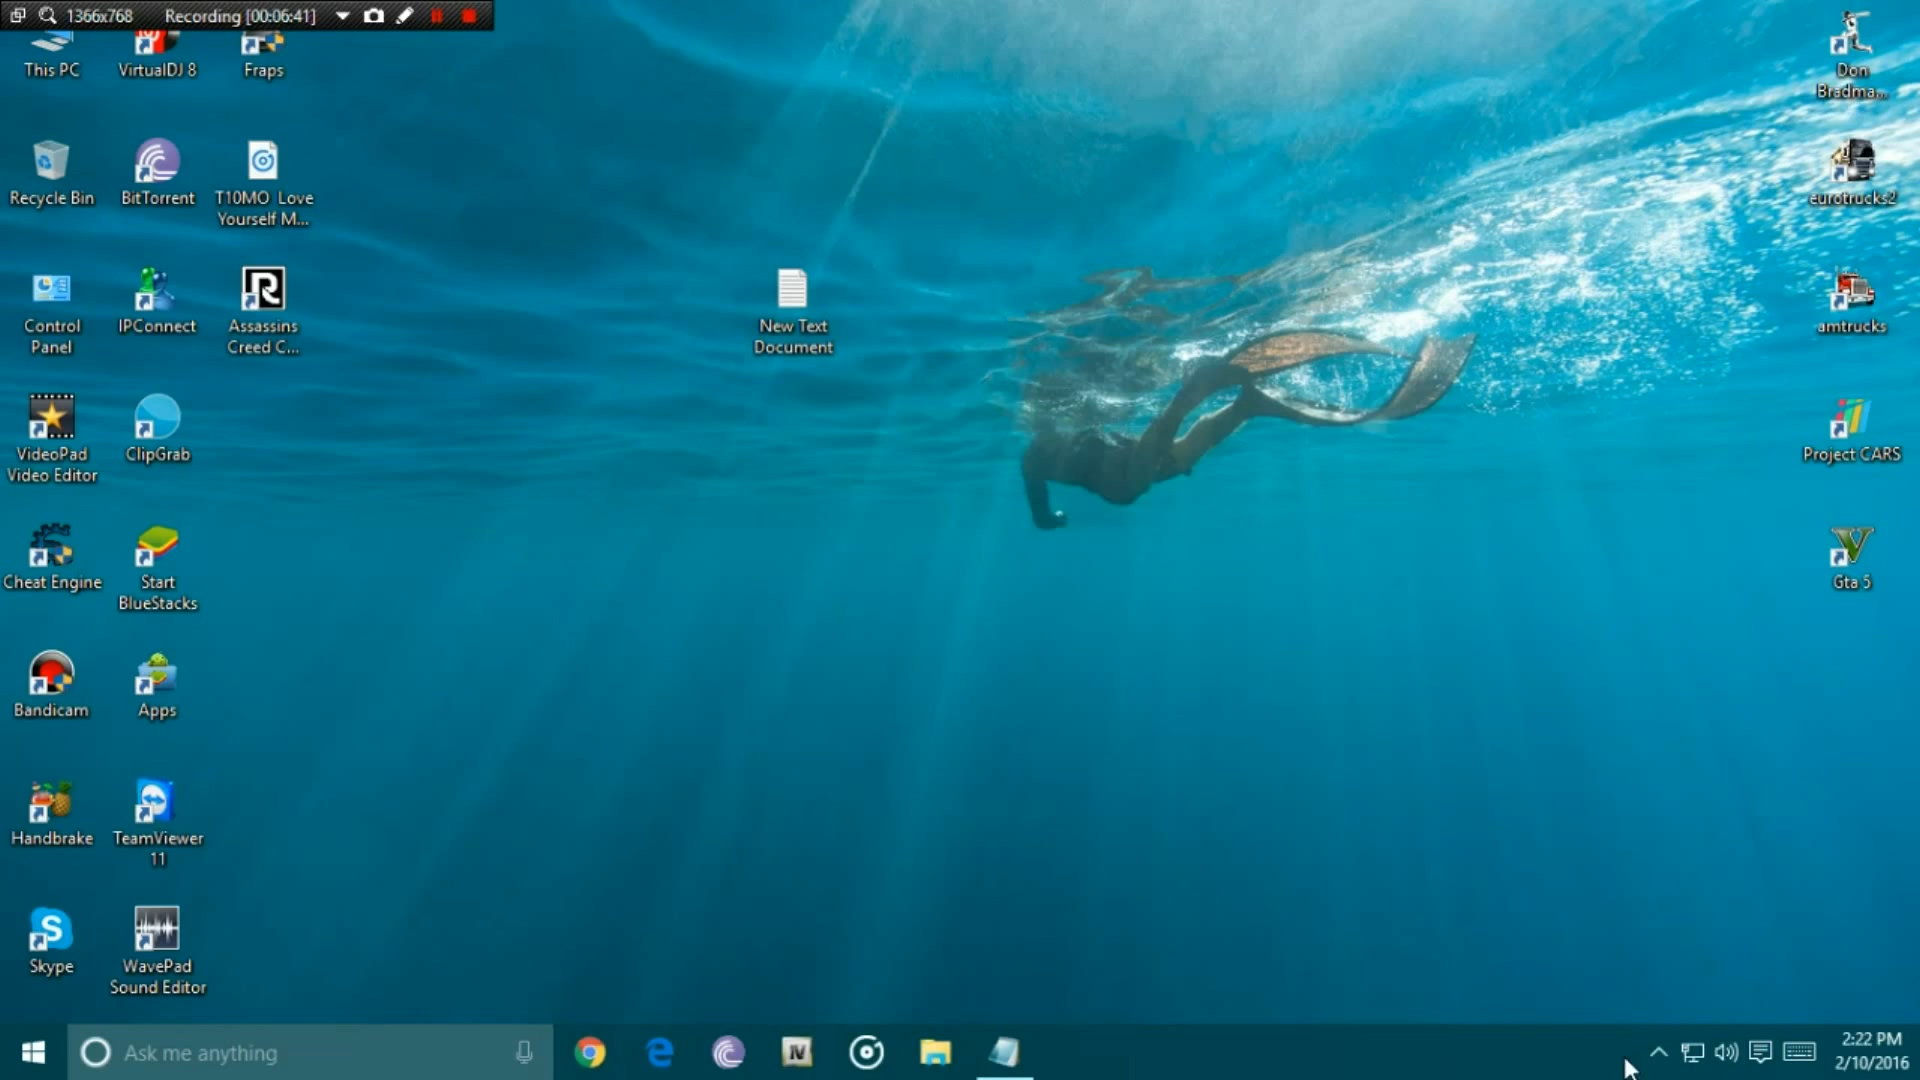 1366x768 Recording [00:06:41]
This PC
VirtualDJ 8
Fraps
Don
Bradma...
Recycle Bin
BitTorrent
T10MO Love
Yourself M...
eurotrucks2
Control
Panel
IPConnect
Assassins
Creed C...
New Text
Document
amtrucks
VideoPad
Video Editor
ClipGrab
Project CARS
Cheat Engine
Start
BlueStacks
Gta 5
Bandicam
Apps
Handbrake
TeamViewer
11
Skype
WavePad
Sound Editor
Ask me anything
IV
2:22 PM
2/10/2016